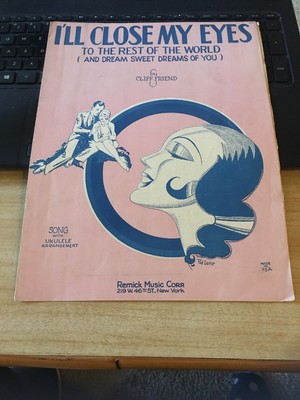 I'LL CLOSE MY EYES
TO THE REST OF THE WORLD
( AND DREAM SWEET DREAMS OF YOU )
by
CLIFF FRIEND
SONG
WITH
UKULELE
ARRANGEMENT
Remick Music Corp.
219 W. 46TH ST., New York
MADE
IN
U.S.A.